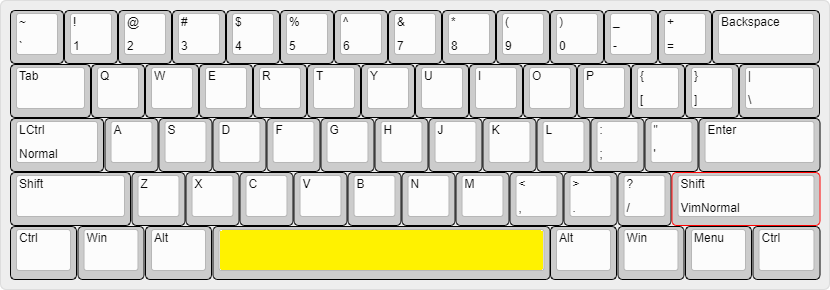 ~ ! @ # $ % ^ & * ( ) _ + Backspace
` 1 2 3 4 5 6 7 8 9 0 - =
Tab Q W E R T Y U I O P { } |
[ ] \
LCtrl A S D F G H J K L : " Enter
Normal ; '
Shift Z X C V B N M < > ? Shift
, . / VimNormal
Ctrl Win Alt Alt Win Menu Ctrl